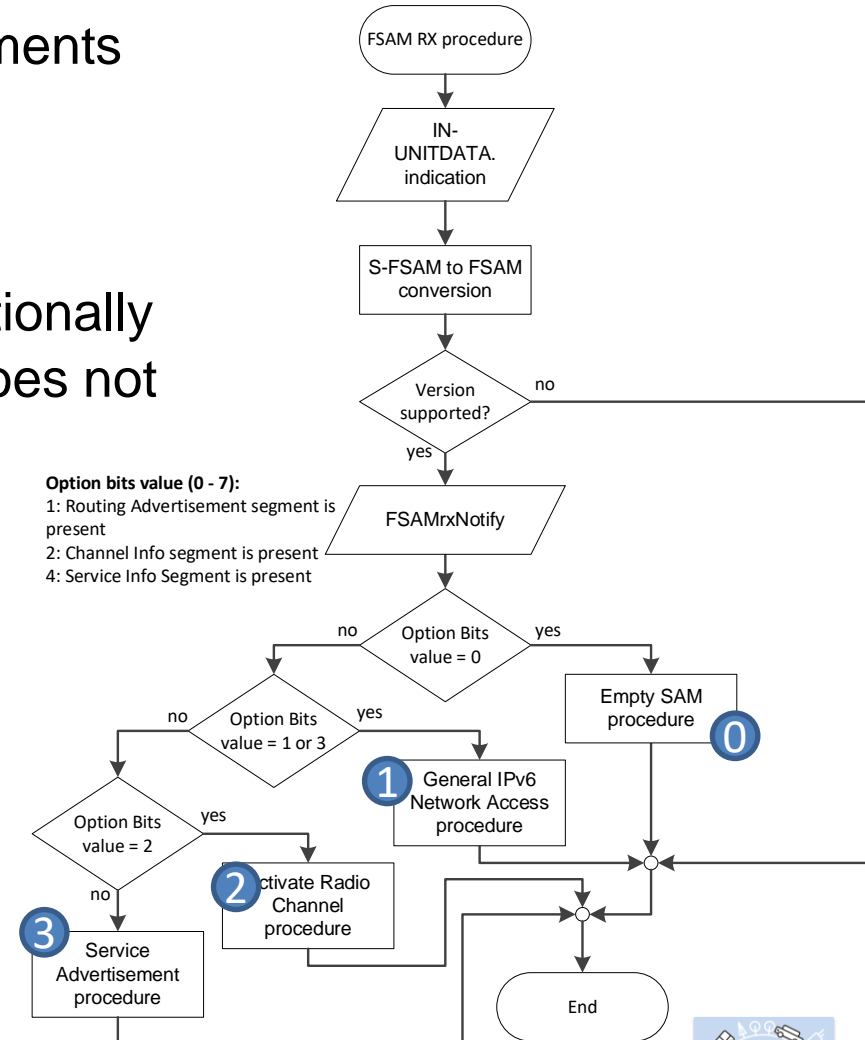 FSAM RX procedure
IN-
UNITDATA.
indication
S-FSAM to FSAM
conversion
does not
Version
supported?
no
yes
Option bits value (0 - 7):
1: Routing Advertisement segment is
present
2: Channel Info segment is present
4: Service Info Segment is present
FSAMrxNotify
no
Option Bits
value = 0
yes
Empty SAM
procedure
0
no
Option Bits
value = 1 or 3
yes
1
General IPv6
Network Access
procedure
Option Bits
value = 2
yes
no
2
Activate Radio
Channel
procedure
3
Service
Advertisement
procedure
End